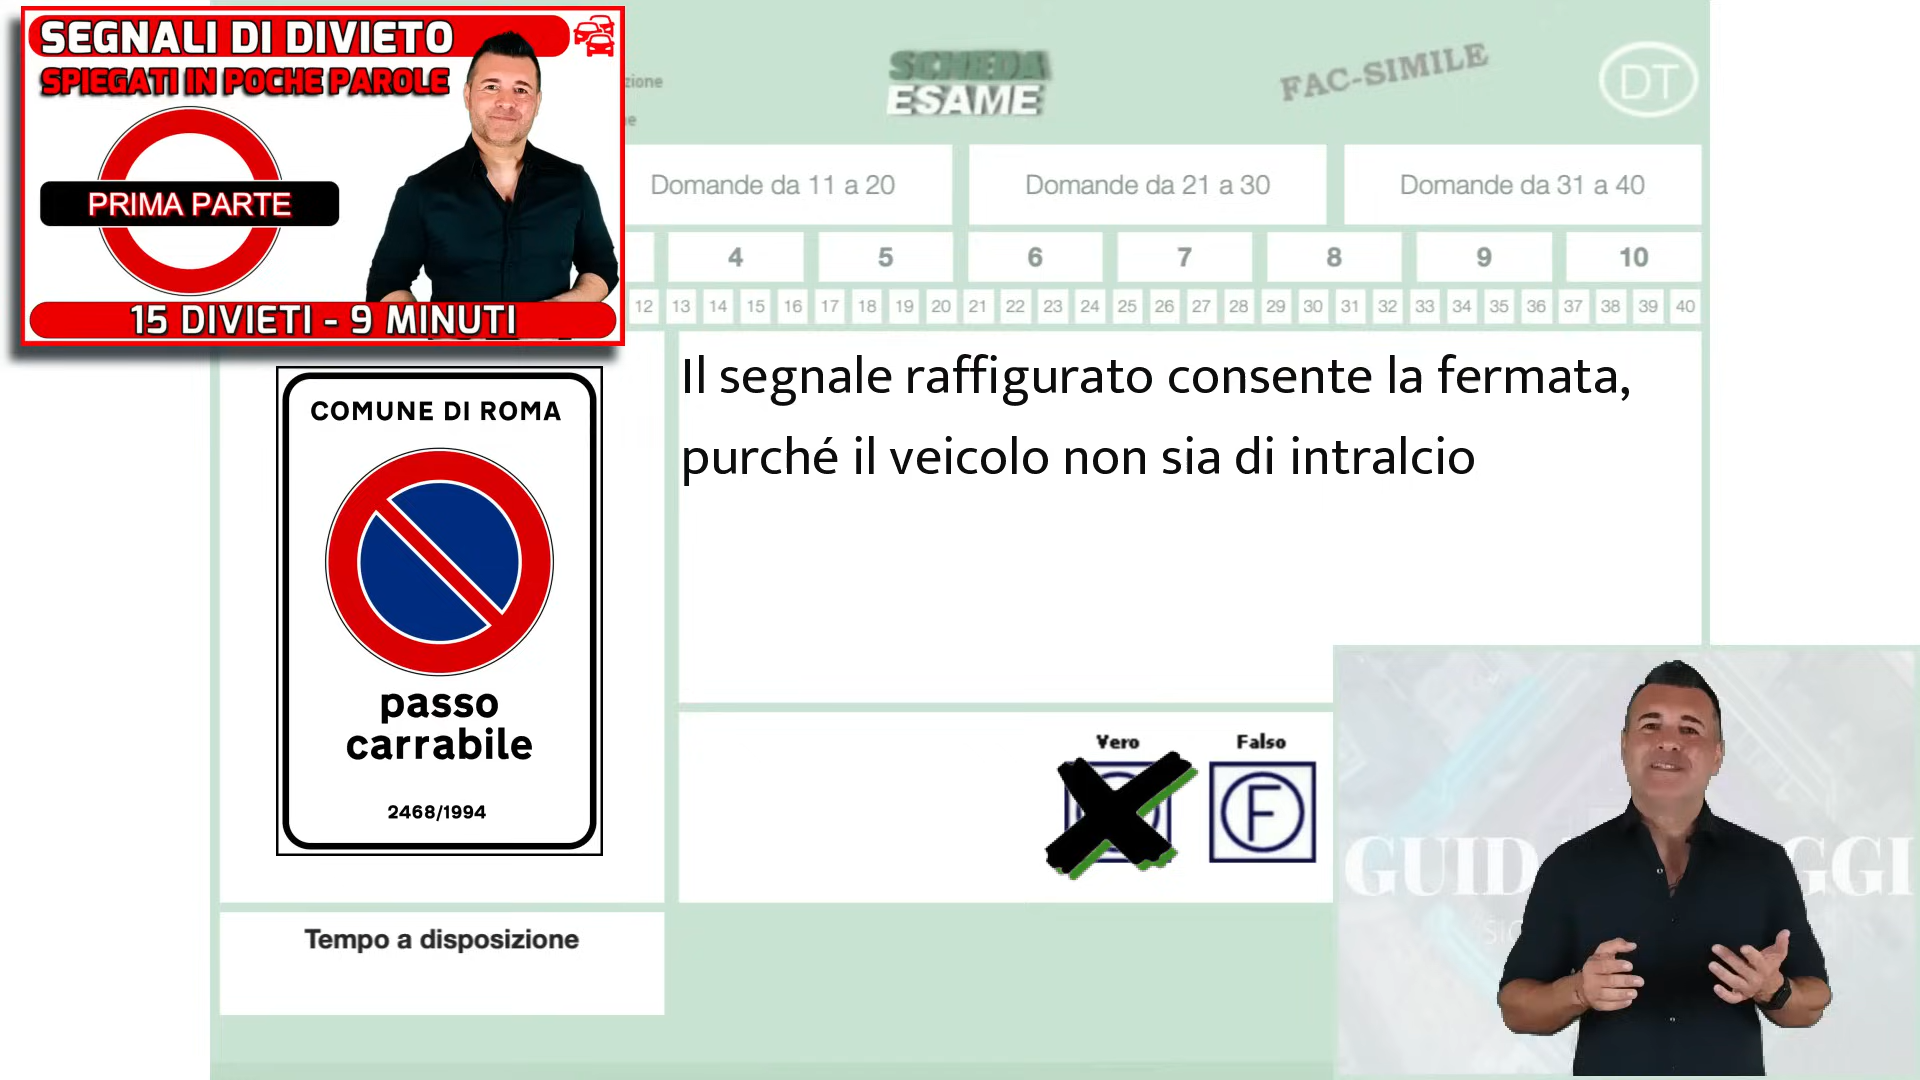 SEGNALI DI DIVIETO
SPIEGATI IN POCHE PAROLE
PRIMA PARTE
15 DIVIETI - 9 MINUTI
SCHEDA
ESAME
FAC-SIMILE
DT
Domande da 11 a 20
Domande da 21 a 30
Domande da 31 a 40
4 5 6 7 8 9 10
12 13 14 15 16 17 18 19 20 21 22 23 24 25 26 27 28 29 30 31 32 33 34 35 36 37 38 39 40
COMUNE DI ROMA
passo
carrabile
2468/1994
Il segnale raffigurato consente la fermata,
purché il veicolo non sia di intralcio
Vero Falso
F
Tempo a disposizione